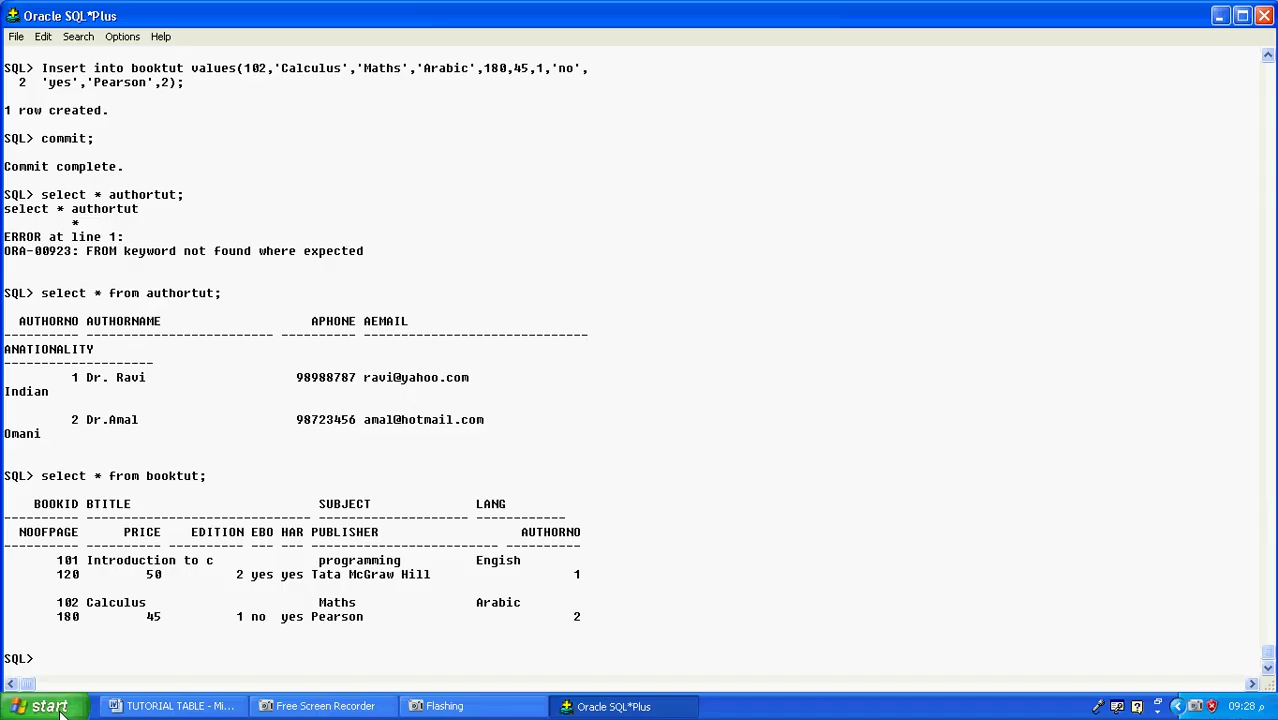 Oracle SQL*Plus
File Edit Search Options Help
SQL> Insert into booktut values(102,'Calculus','Maths','Arabic',180,45,1,'no',
2 'yes','Pearson',2);
1 row created.
SQL> commit;
Commit complete.
SQL> select * authortut;
select * authortut
*
ERROR at line 1:
ORA-00923: FROM keyword not found where expected
SQL> select * from authortut;
AUTHORNO AUTHORNAME APHONE AEMAIL
---------- ------------------------- ---------- ------------------------------
ANATIONALITY
--------------------
1 Dr. Ravi 98988787 ravi@yahoo.com
Indian
2 Dr.Amal 98723456 amal@hotmail.com
Omani
SQL> select * from booktut;
BOOKID BTITLE SUBJECT LANG
---------- ------------------------------ -------------------- ------------
NOOFPAGE PRICE EDITION EBO HAR PUBLISHER AUTHORNO
---------- ---------- ---------- --- --- ------------------------- ----------
101 Introduction to c programming Engish
120 50 2 yes yes Tata McGraw Hill 1
102 Calculus Maths Arabic
180 45 1 no yes Pearson 2
SQL>
start TUTORIAL TABLE - Mi... Free Screen Recorder Flashing Oracle SQL*Plus 09:28 م